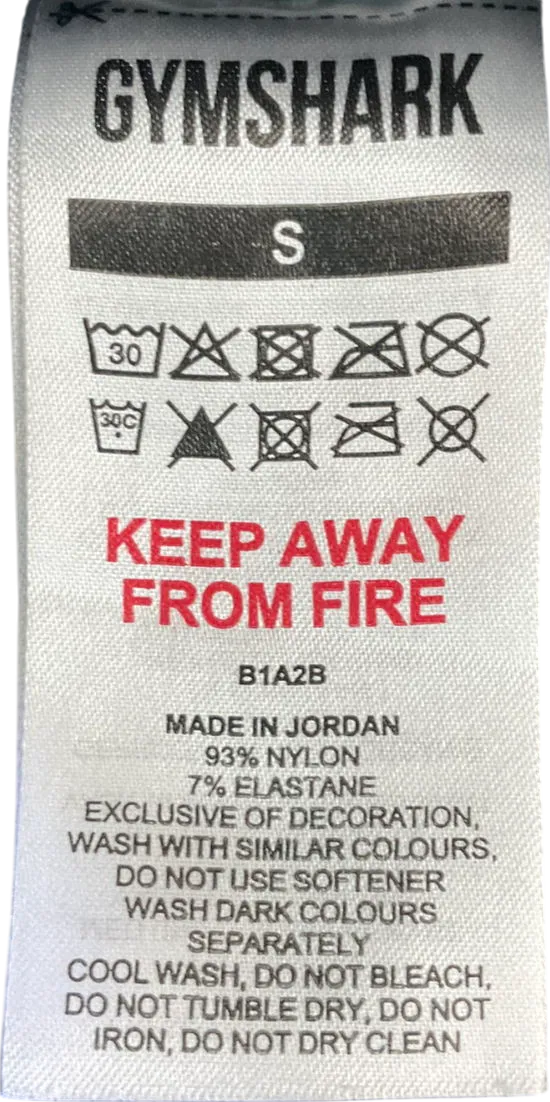 GYMSHARK
S
30
30C
KEEP AWAY
FROM FIRE
B1A2B
MADE IN JORDAN
93% NYLON
7% ELASTANE
EXCLUSIVE OF DECORATION,
WASH WITH SIMILAR COLOURS,
DO NOT USE SOFTENER
WASH DARK COLOURS
SEPARATELY
COOL WASH, DO NOT BLEACH,
DO NOT TUMBLE DRY, DO NOT
IRON, DO NOT DRY CLEAN